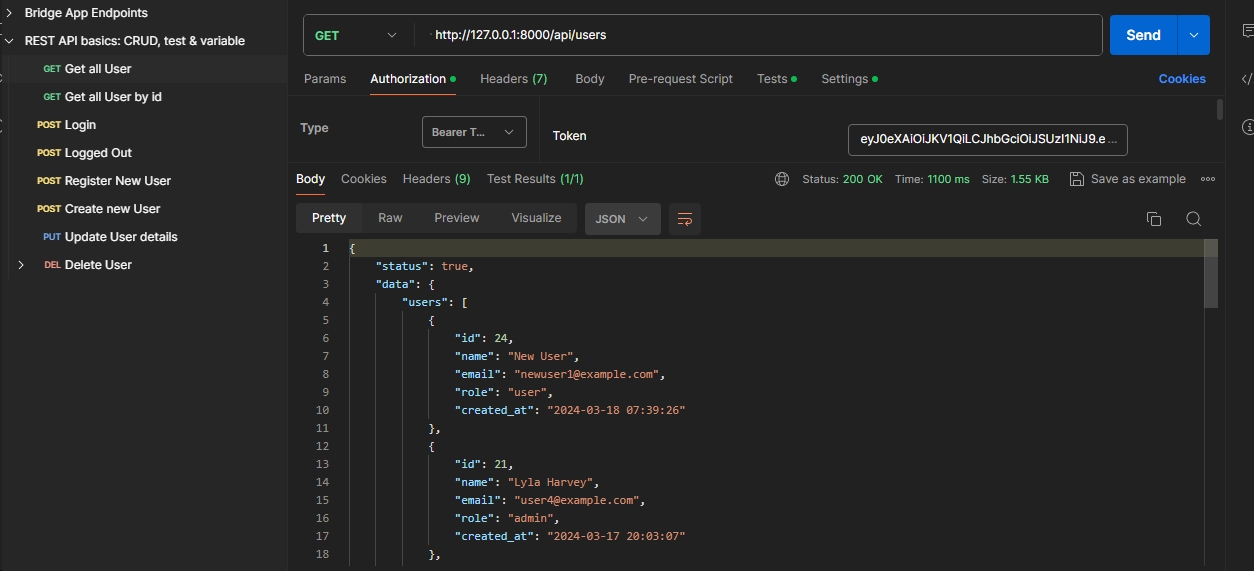 Bridge App Endpoints
REST API basics: CRUD, test & variable
GET Get all User
GET Get all User by id
POST Login
POST Logged Out
POST Register New User
POST Create new User
PUT Update User details
DEL Delete User
GET http://127.0.0.1:8000/api/users Send
Params Authorization Headers (7) Body Pre-request Script Tests Settings Cookies
Type Bearer T... Token eyJ0eXAiOiJKV1QiLCJhbGciOiJSUzI1NiJ9.e ...
Body Cookies Headers (9) Test Results (1/1) Status: 200 OK Time: 1100 ms Size: 1.55 KB Save as example
Pretty Raw Preview Visualize JSON
1 {
2 "status": true,
3 "data": {
4 "users": [
5 {
6 "id": 24,
7 "name": "New User",
8 "email": "newuser1@example.com",
9 "role": "user",
10 "created_at": "2024-03-18 07:39:26"
11 },
12 {
13 "id": 21,
14 "name": "Lyla Harvey",
15 "email": "user4@example.com",
16 "role": "admin",
17 "created_at": "2024-03-17 20:03:07"
18 },